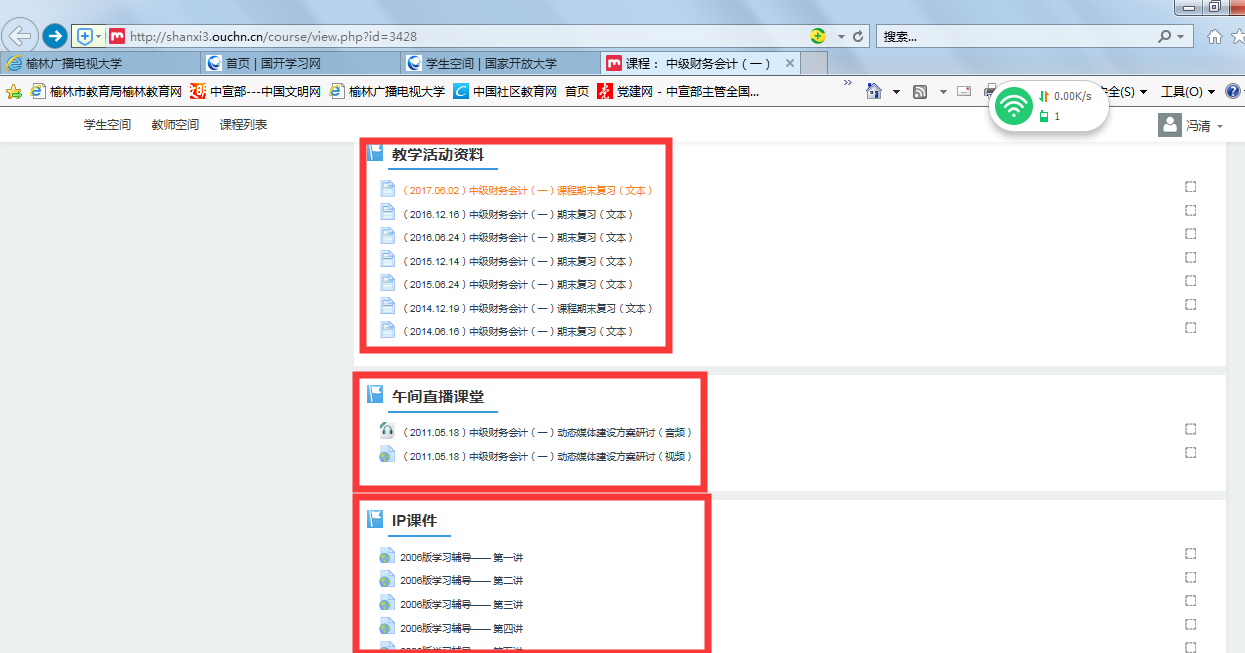 http://shanxi3.ouchn.cn/course/view.php?id=3428
搜索...
榆林广播电视大学
首页 | 国开学习网
学生空间 | 国家开放大学
课程： 中级财务会计（一）
榆林市教育局榆林教育网
中宣部---中国文明网
榆林广播电视大学
中国社区教育网
首页
党建网 - 中宣部主管全国...
全(S)
工具(O)
0.00K/s
1
学生空间
教师空间
课程列表
冯清
教学活动资料
（2017.06.02）中级财务会计（一）课程期末复习（文本）
（2016.12.16）中级财务会计（一）期末复习（文本）
（2016.06.24）中级财务会计（一）期末复习（文本）
（2015.12.14）中级财务会计（一）期末复习（文本）
（2015.06.24）中级财务会计（一）期末复习（文本）
（2014.12.19）中级财务会计（一）课程期末复习（文本）
（2014.06.16）中级财务会计（一）期末复习（文本）
午间直播课堂
（2011.05.18）中级财务会计（一）动态媒体建设方案研讨（音频）
（2011.05.18）中级财务会计（一）动态媒体建设方案研讨（视频）
IP课件
2006版学习辅导—— 第一讲
2006版学习辅导—— 第二讲
2006版学习辅导—— 第三讲
2006版学习辅导—— 第四讲
2006版学习辅导—— 第五讲